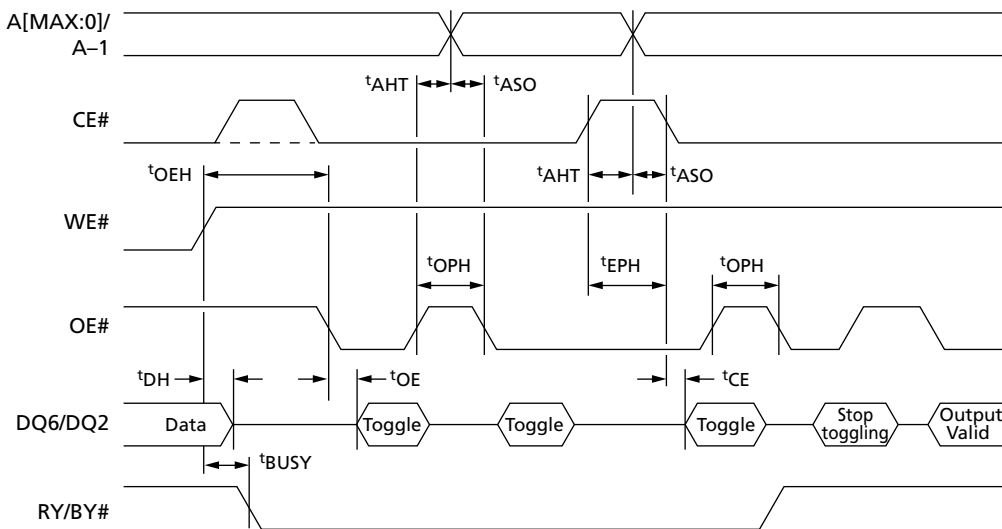 A[MAX:0]/
A–1
tAHT
tASO
CE#
tOEH
tAHT
tASO
WE#
tOPH
tEPH
tOPH
OE#
tDH
tOE
tCE
DQ6/DQ2
Data
Toggle
Toggle
Toggle
Stop
toggling
Output
Valid
tBUSY
RY/BY#